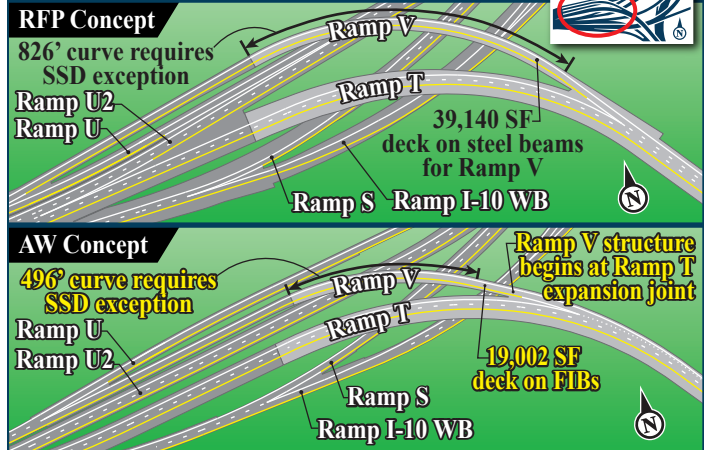 RFP Concept
826' curve requires
SSD exception
Ramp U2
Ramp U
Ramp V
Ramp T
39,140 SF
deck on steel beams
for Ramp V
Ramp S
Ramp I-10 WB
N
N
AW Concept
496' curve requires
SSD exception
Ramp U
Ramp U2
Ramp V
Ramp T
Ramp V structure
begins at Ramp T
expansion joint
19,002 SF
deck on FIBs
Ramp S
Ramp I-10 WB
N